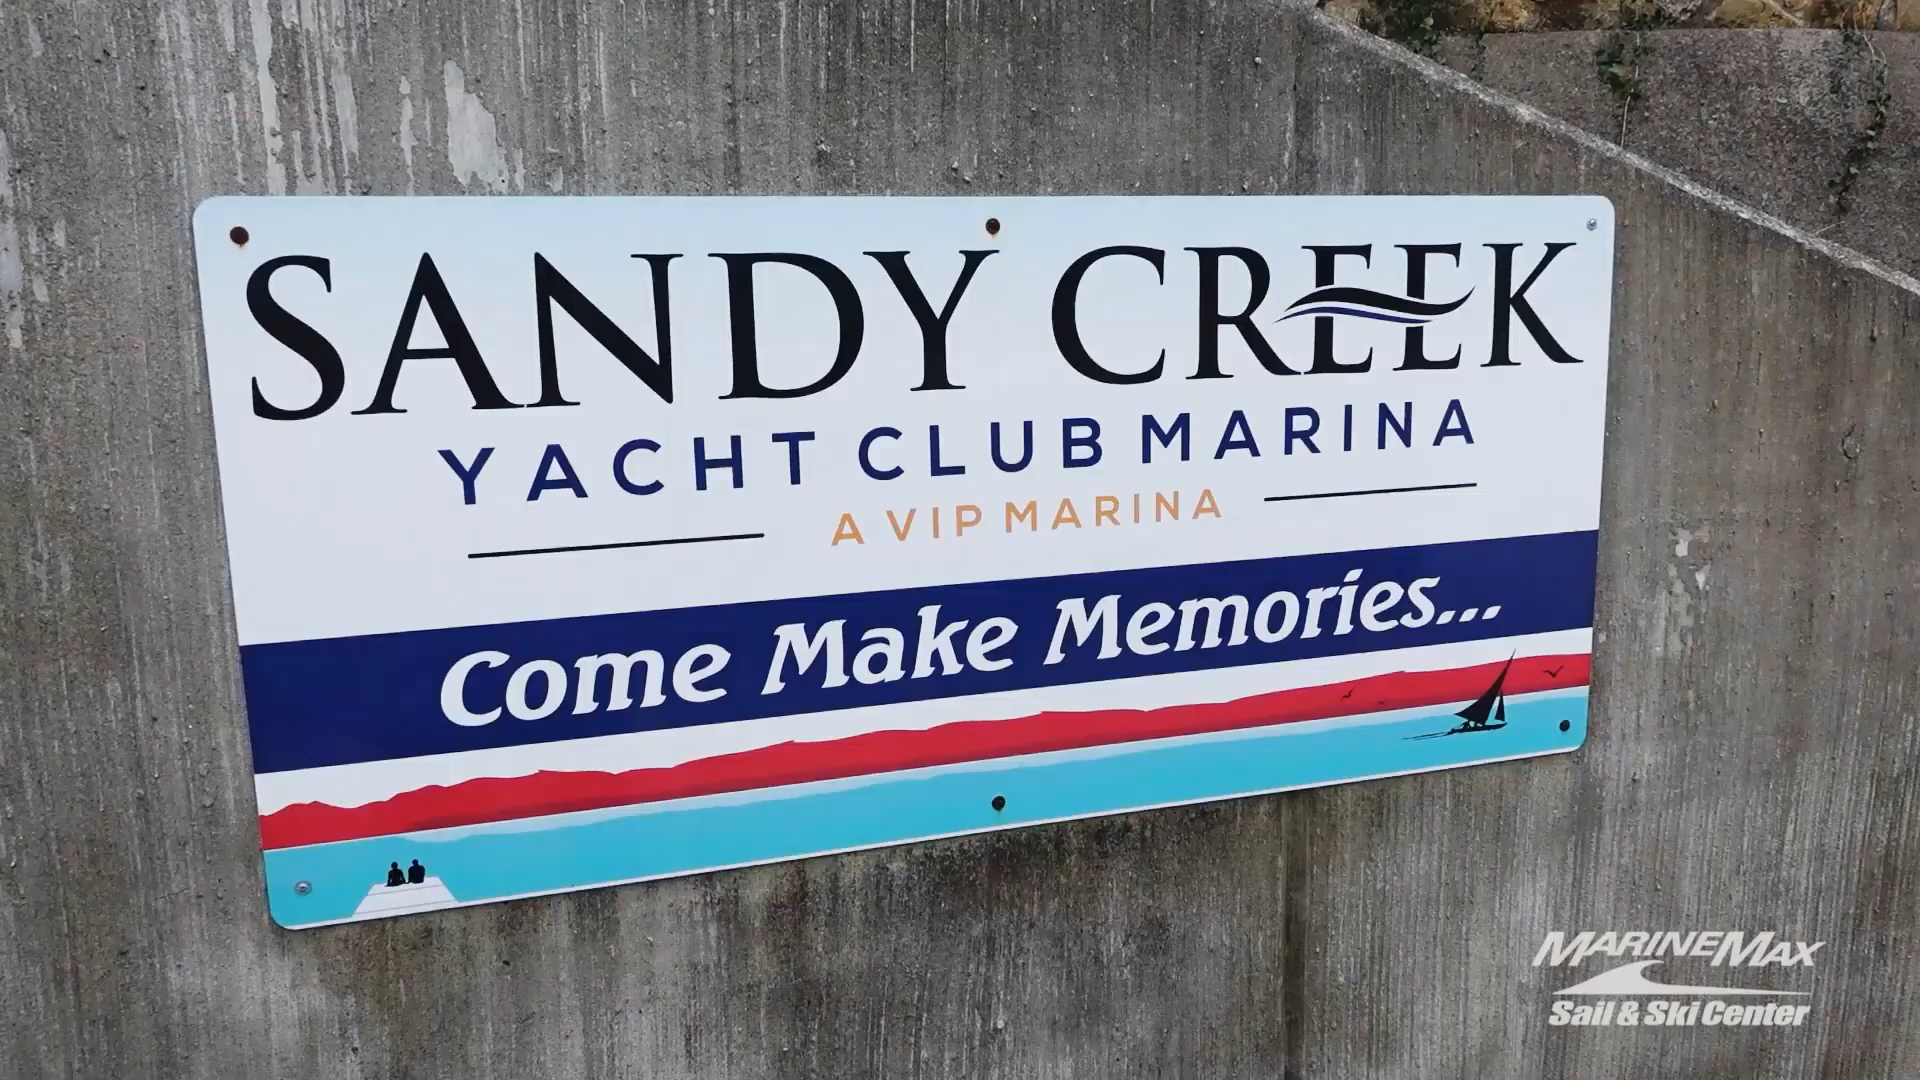 SANDY CREEK
YACHT CLUB MARINA
A VIP MARINA
Come Make Memories...
MARINEMAX
Sail & Ski Center